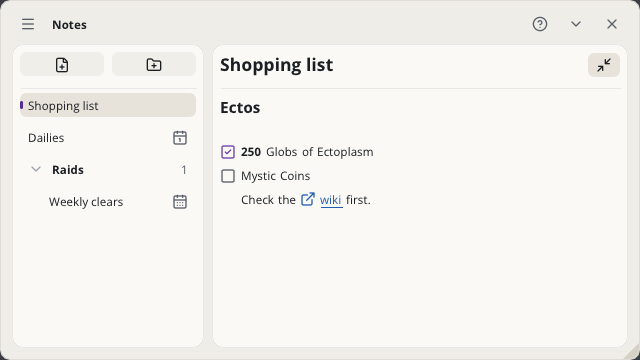 Notes
Shopping list
Dailies
Raids 1
Weekly clears
Shopping list
Ectos
250 Globs of Ectoplasm
Mystic Coins
Check the wiki first.